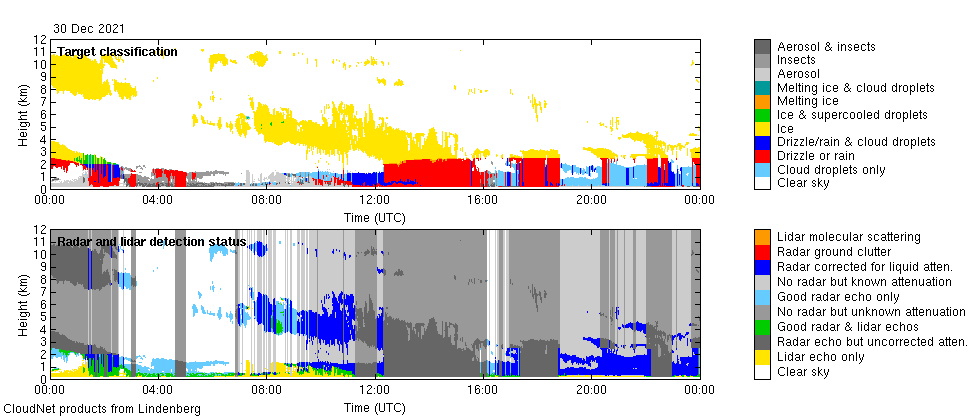 30 Dec 2021
Target classification
Height (km)
12
11
10
9
8
7
6
5
4
3
2
1
0
00:00 04:00 08:00 12:00 16:00 20:00 00:00
Time (UTC)
Aerosol & insects
Insects
Aerosol
Melting ice & cloud droplets
Melting ice
Ice & supercooled droplets
Ice
Drizzle/rain & cloud droplets
Drizzle or rain
Cloud droplets only
Clear sky
Radar and lidar detection status
Height (km)
12
11
10
9
8
7
6
5
4
3
2
1
0
00:00 04:00 08:00 12:00 16:00 20:00 00:00
Time (UTC)
Lidar molecular scattering
Radar ground clutter
Radar corrected for liquid atten.
No radar but known attenuation
Good radar echo only
No radar but unknown attenuation
Good radar & lidar echos
Radar echo but uncorrected atten.
Lidar echo only
Clear sky
CloudNet products from Lindenberg